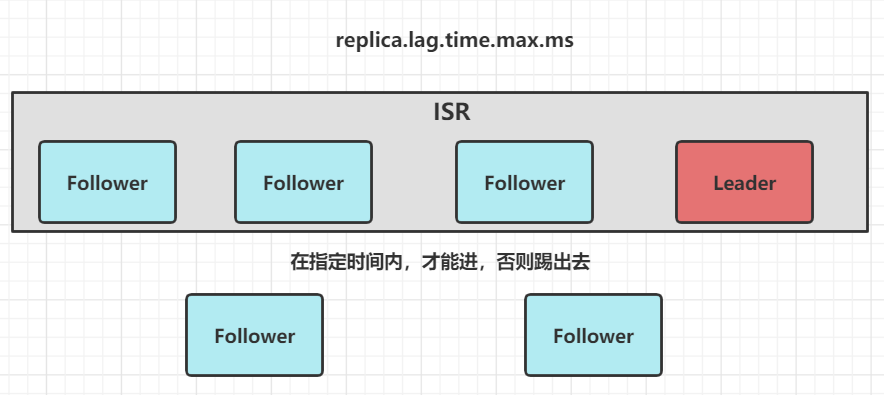 replica.lag.time.max.ms
ISR
Follower Follower Follower Leader
在指定时间内，才能进，否则踢出去
Follower Follower